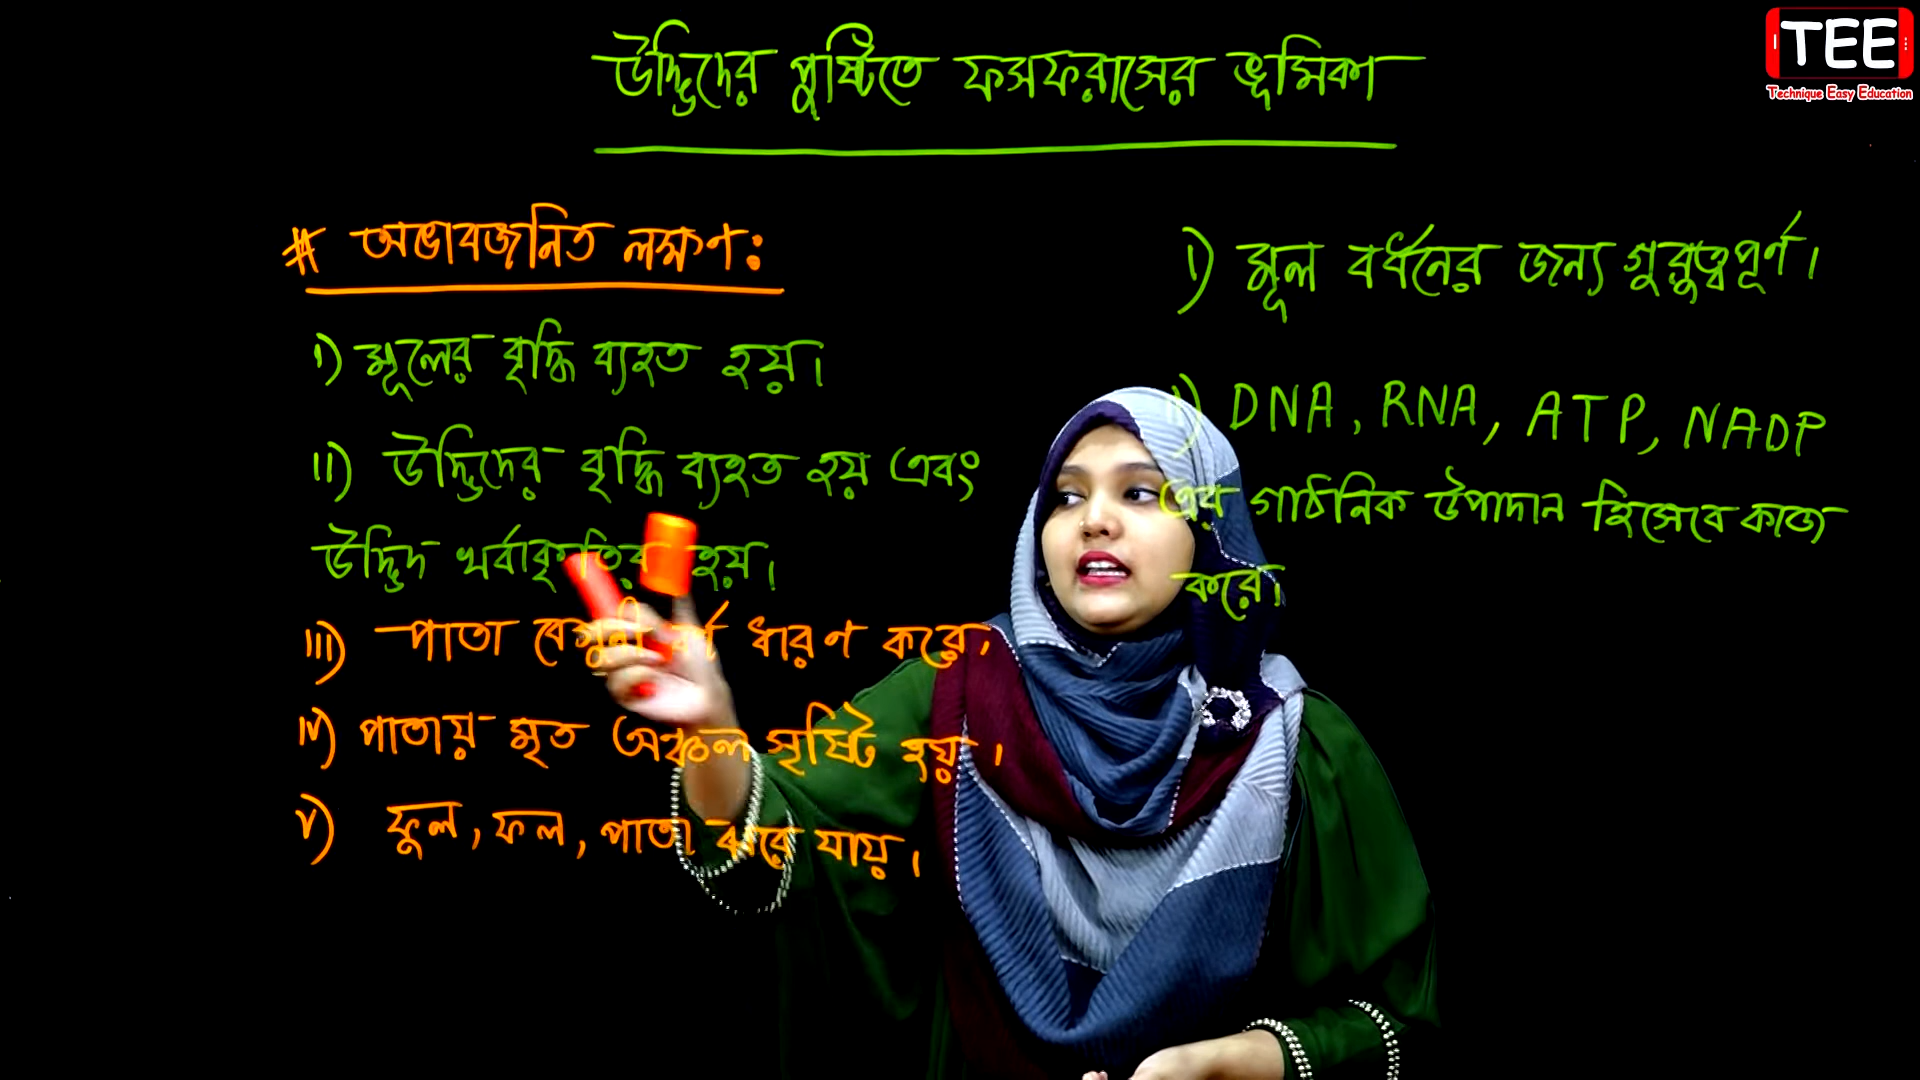 উদ্ভিদের পুষ্টিতে ফসফরাসের ভূমিকা
TEE
Technique Easy Education
# অভাবজনিত লক্ষণ:
i) মূলের বৃদ্ধি ব্যহত হয়।
ii) উদ্ভিদের বৃদ্ধি ব্যহত হয় এবং
উদ্ভিদ খর্বাকৃতির হয়।
iii) পাতা বেগুনী বর্ণ ধারণ করে।
iv) পাতায় মৃত অঞ্চল সৃষ্টি হয়।
v) ফুল, ফল, পাতা ঝরে যায়।
i) মূল বর্ধনের জন্য গুরুত্বপূর্ণ।
ii) DNA, RNA, ATP, NADP
এর গাঠনিক উপাদান হিসেবে কাজ
করে।